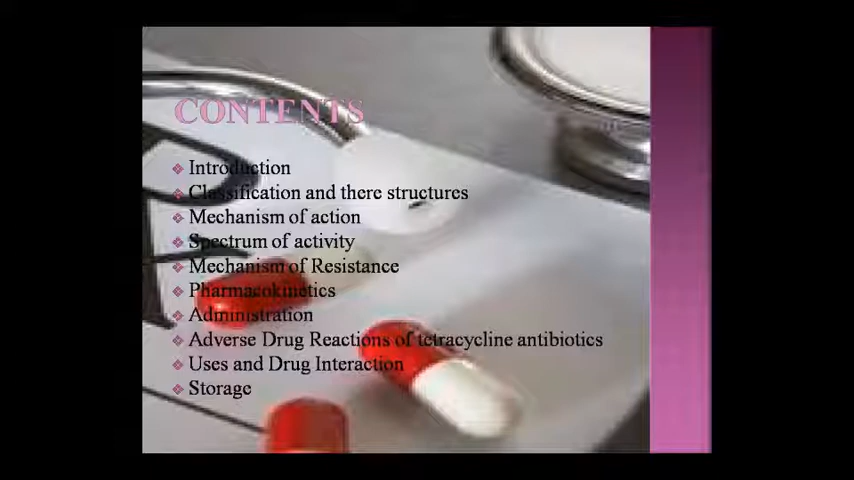 CONTENTS
Introduction
Classification and there structures
Mechanism of action
Spectrum of activity
Mechanism of Resistance
Pharmacokinetics
Administration
Adverse Drug Reactions of tetracycline antibiotics
Uses and Drug Interaction
Storage